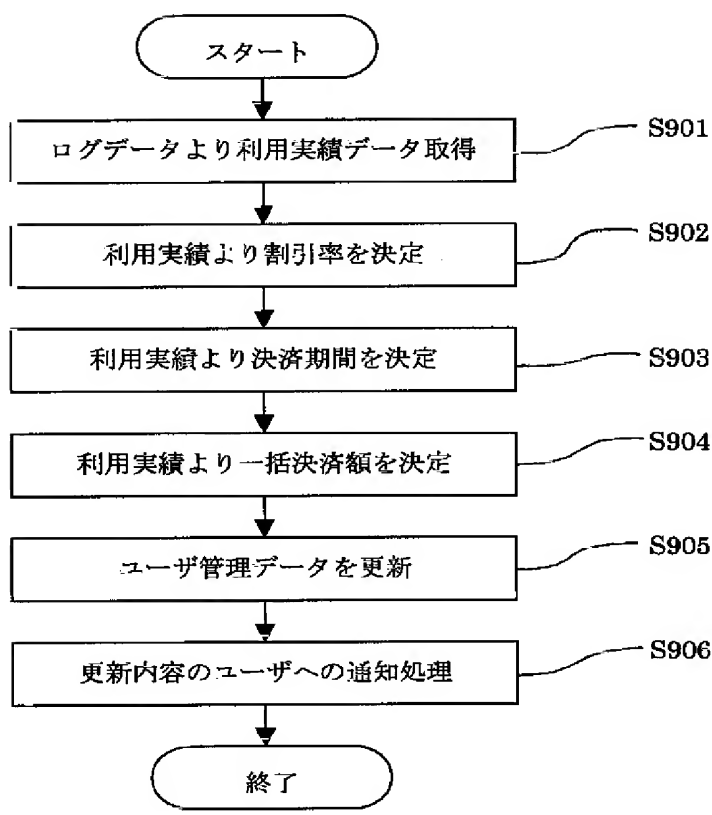 スタート
ログデータより利用実績データ取得
S901
利用実績より割引率を決定
S902
利用実績より決済期間を決定
S903
利用実績より一括決済額を決定
S904
ユーザ管理データを更新
S905
更新内容のユーザへの通知処理
S906
終了